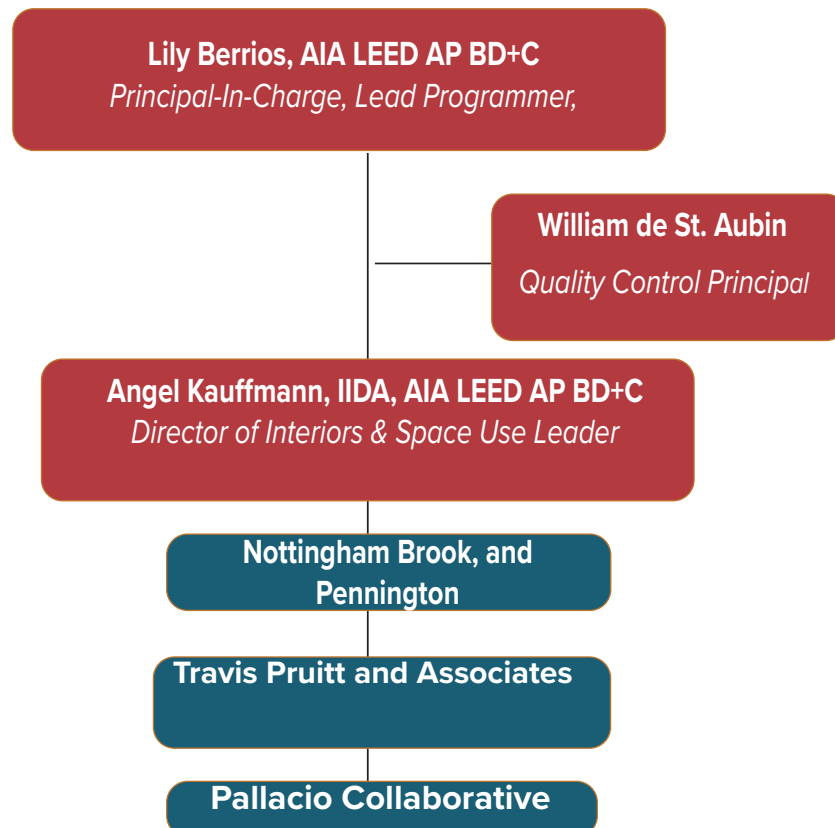 Lily Berrios, AIA LEED AP BD+C
Principal-In-Charge, Lead Programmer,
William de St. Aubin
Quality Control Principal
Angel Kauffmann, IIDA, AIA LEED AP BD+C
Director of Interiors & Space Use Leader
Nottingham Brook, and
Pennington
Travis Pruitt and Associates
Pallacio Collaborative